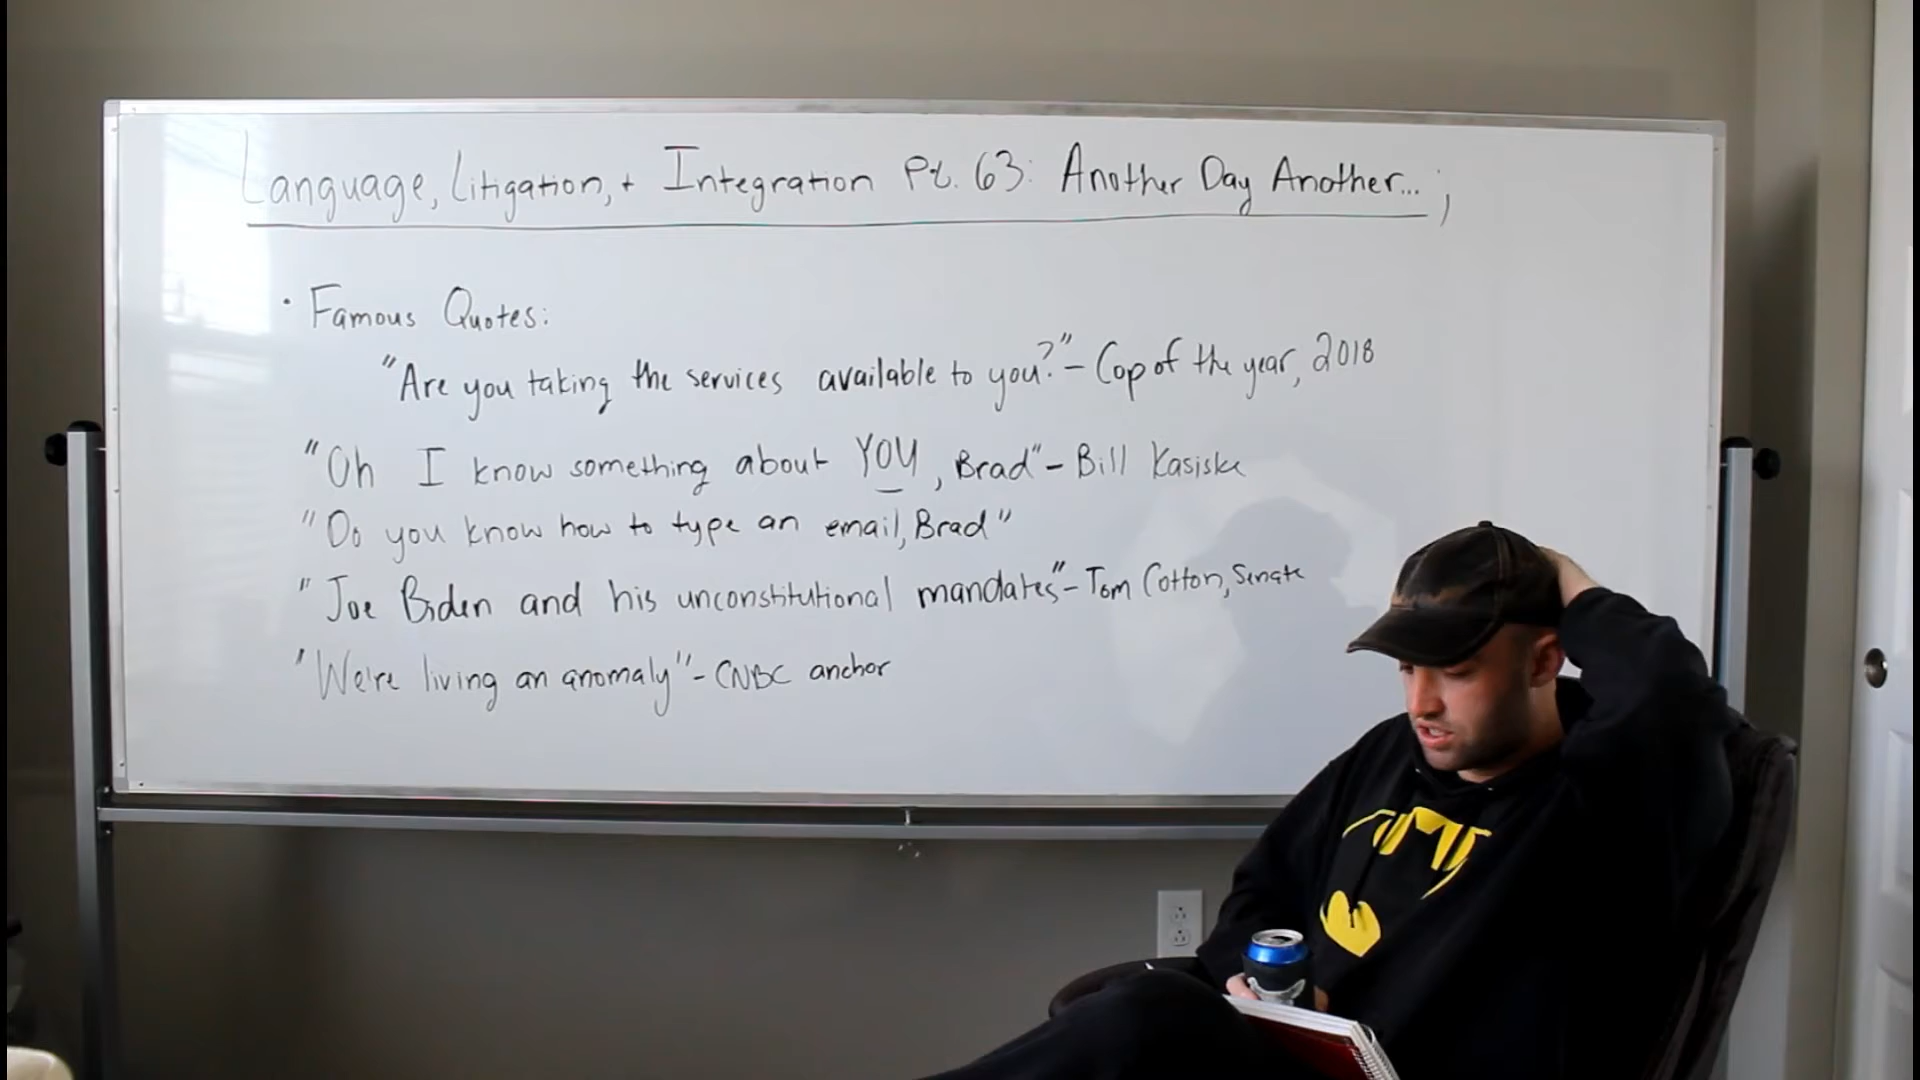 Language, Litigation, + Integration Pt. 63: Another Day Another... ;
· Famous Quotes:
"Are you taking the services available to you?" - Cop of the year, 2018
"Oh I know something about YOU, Brad" - Bill Kasiske
"Do you know how to type an email, Brad"
"Joe Biden and his unconstitutional mandates" - Tom Cotton, Senate
"We're living an anomaly" - CNBC anchor